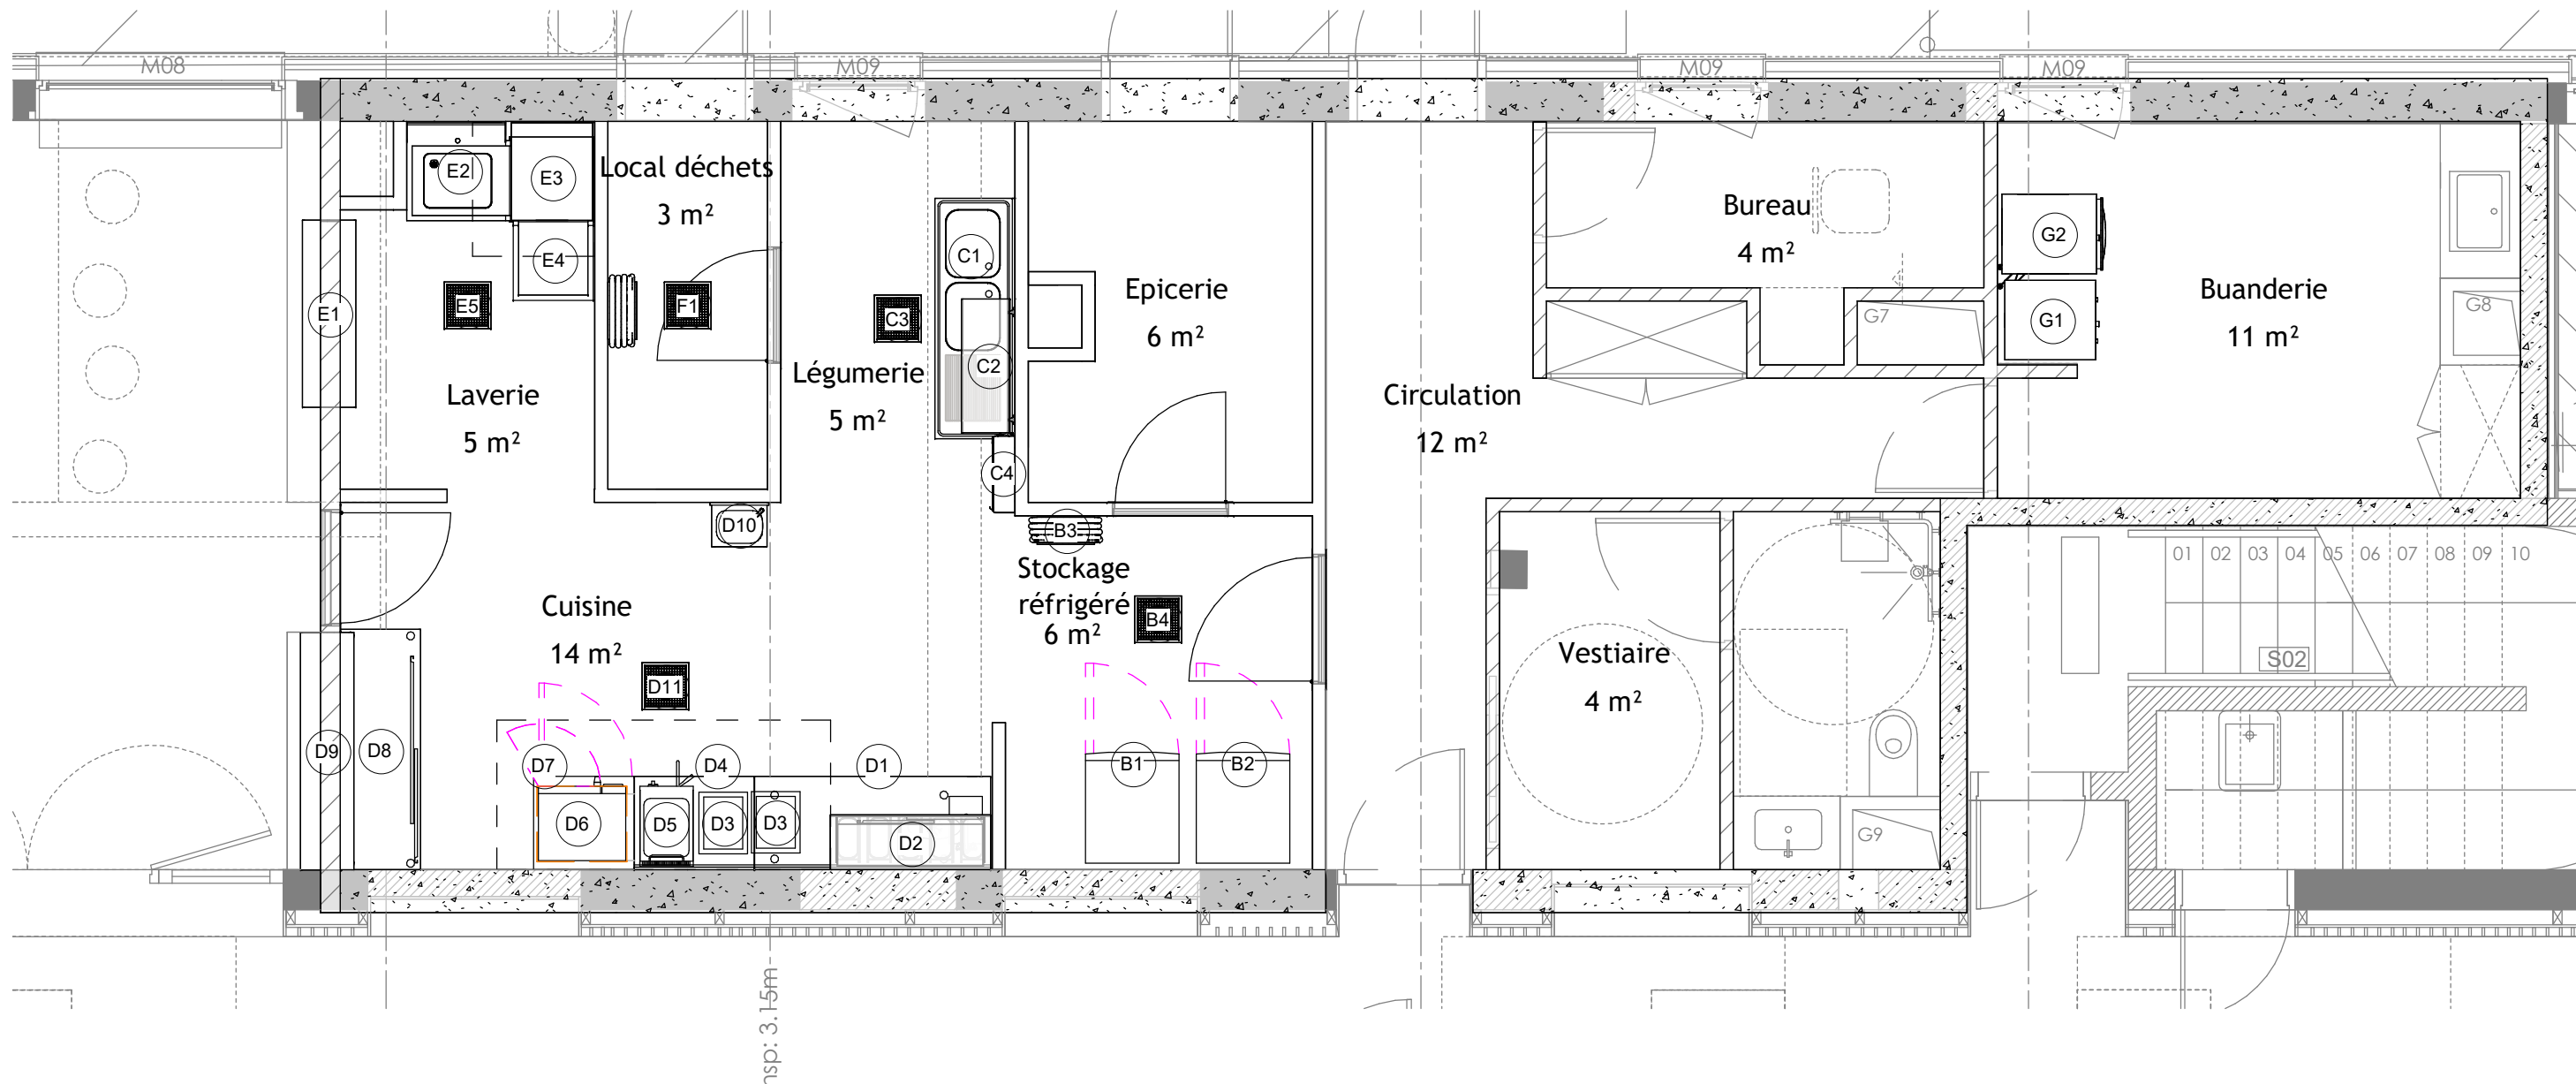 M08
M09
M09
M09
E2
E3
Local déchets
3 m²
E4
E5
F1
E1
Laverie
5 m²
C1
C3
C2
Légumerie
5 m²
C4
Epicerie
6 m²
Circulation
12 m²
Bureau
4 m²
G7
G2
G1
Buanderie
11 m²
G8
D10
B3
Stockage
réfrigéré
6 m²
B4
Cuisine
14 m²
D11
D9
D8
D7
D4
D1
D6
D5
D3
D3
D2
B1
B2
Vestiaire
4 m²
G9
01 02 03 04 05 06 07 08 09 10
S02
nsp: 3.15m